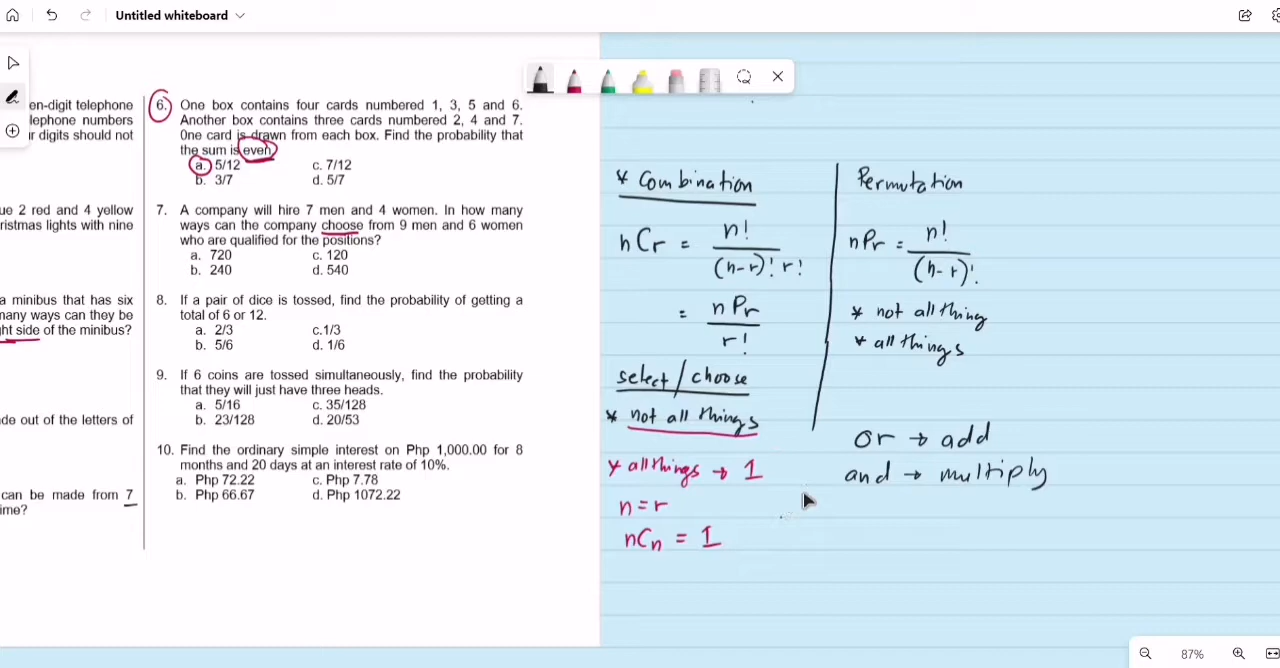 Untitled whiteboard
en-digit telephone
lephone numbers
ir digits should not
ue 2 red and 4 yellow
ristmas lights with nine
a minibus that has six
many ways can they be
ht side of the minibus?
de out of the letters of
can be made from 7
ime?
6. One box contains four cards numbered 1, 3, 5 and 6.
Another box contains three cards numbered 2, 4 and 7.
One card is drawn from each box. Find the probability that
the sum is even.
a. 5/12 c. 7/12
b. 3/7 d. 5/7
7. A company will hire 7 men and 4 women. In how many
ways can the company choose from 9 men and 6 women
who are qualified for the positions?
a. 720 c. 120
b. 240 d. 540
8. If a pair of dice is tossed, find the probability of getting a
total of 6 or 12.
a. 2/3 c.1/3
b. 5/6 d. 1/6
9. If 6 coins are tossed simultaneously, find the probability
that they will just have three heads.
a. 5/16 c. 35/128
b. 23/128 d. 20/53
10. Find the ordinary simple interest on Php 1,000.00 for 8
months and 20 days at an interest rate of 10%.
a. Php 72.22 c. Php 7.78
b. Php 66.67 d. Php 1072.22
* Combination
nCr = n! / (n-r)! r!
= nPr / r!
select / choose
* not all things
* all things → 1
n = r
nCn = 1
Permutation
nPr = n! / (n-r)!
* not all thing
* all things
or → add
and → multiply
87%